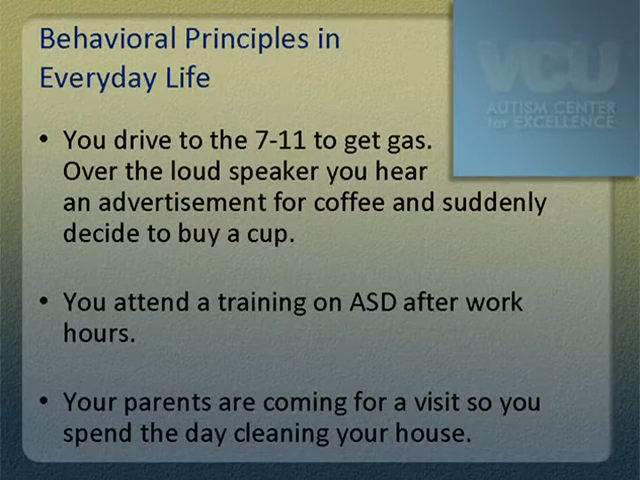 Behavioral Principles in
Everyday Life
VCU
AUTISM CENTER
for EXCELLENCE
• You drive to the 7-11 to get gas.
Over the loud speaker you hear
an advertisement for coffee and suddenly
decide to buy a cup.
• You attend a training on ASD after work
hours.
• Your parents are coming for a visit so you
spend the day cleaning your house.